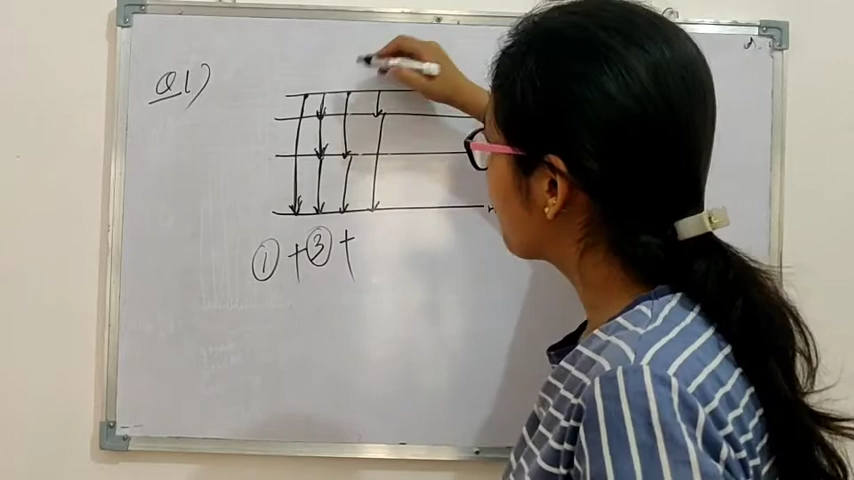 Q1)
1 + 3 +